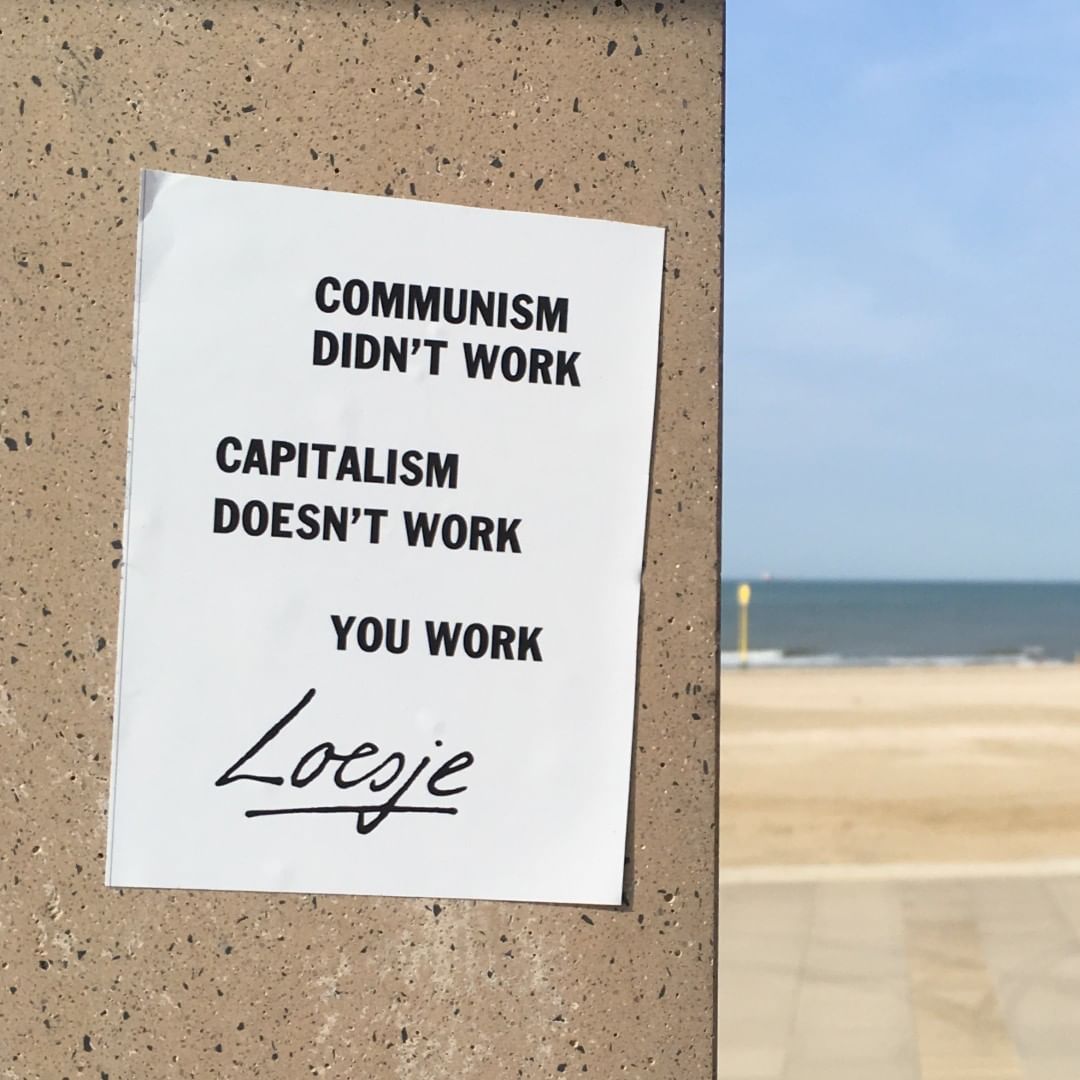 COMMUNISM
DIDN'T WORK
CAPITALISM
DOESN'T WORK
YOU WORK
Loesje